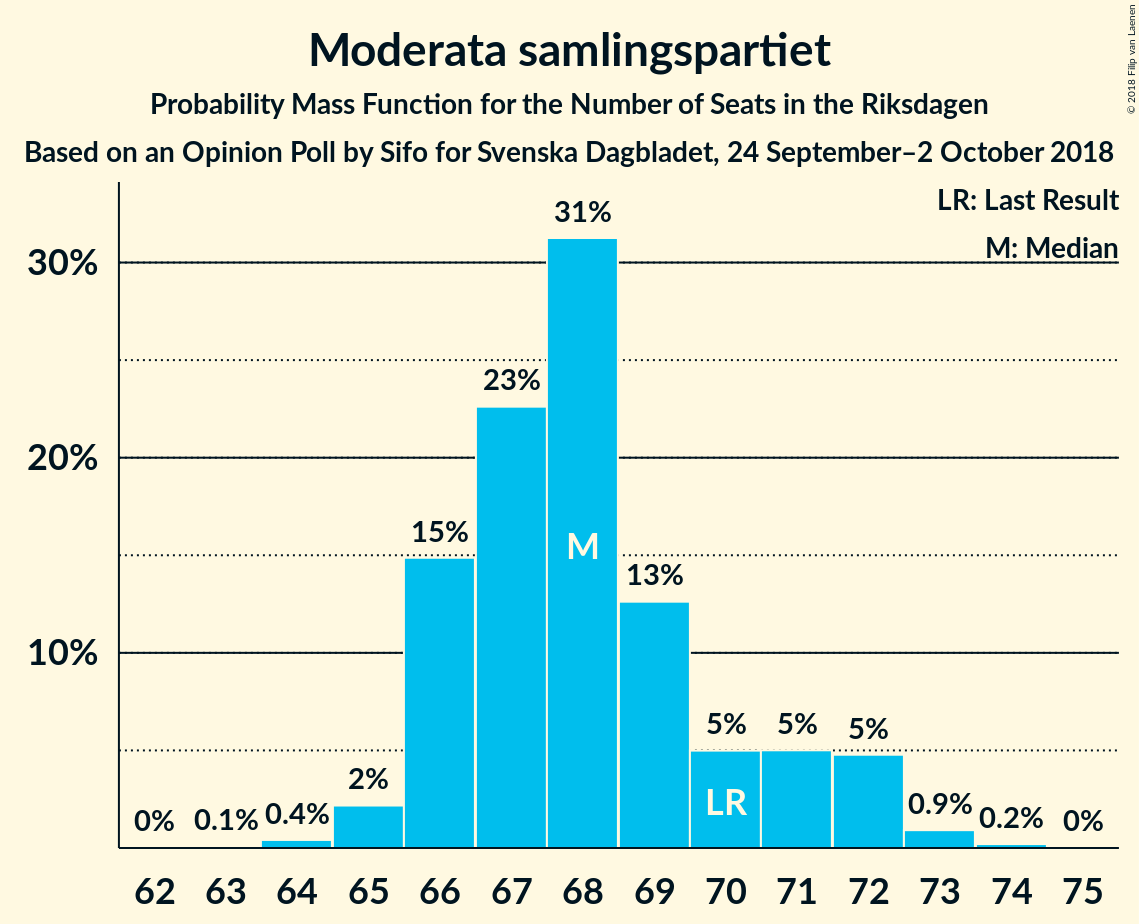 Moderata samlingspartiet
Probability Mass Function for the Number of Seats in the Riksdagen
Based on an Opinion Poll by Sifo for Svenska Dagbladet, 24 September–2 October 2018
© 2018 Filip van Laenen
LR: Last Result
M: Median
30%
20%
10%
0%
0.1%
0.4%
2%
15%
23%
31%
M
13%
5%
LR
5%
5%
0.9%
0.2%
0%
62 63 64 65 66 67 68 69 70 71 72 73 74 75